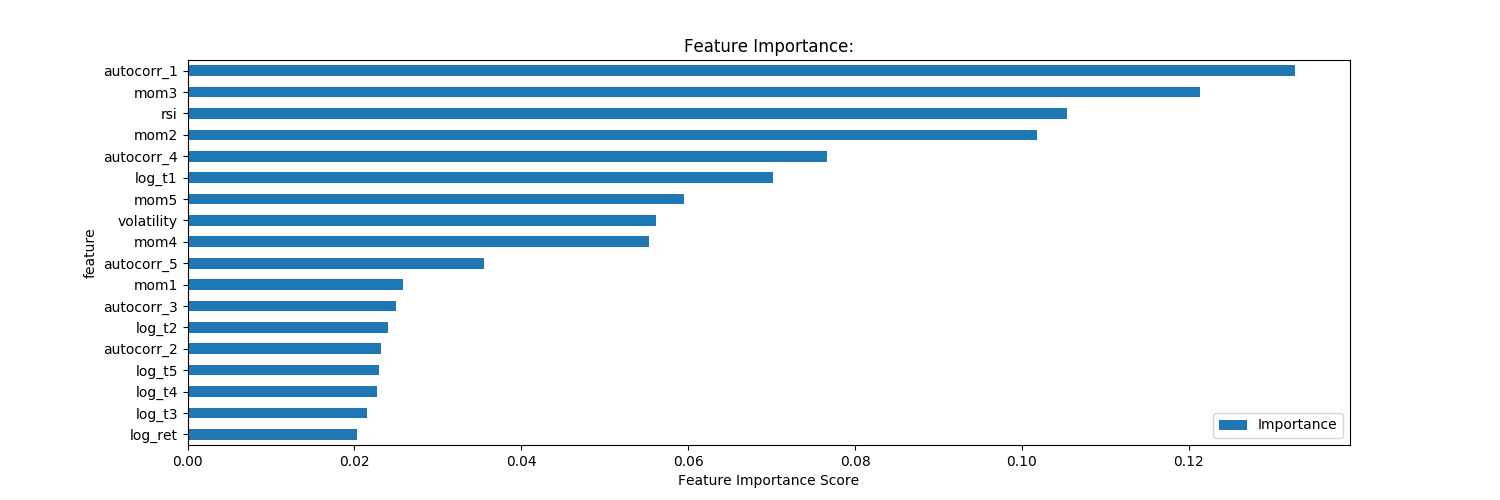 Feature Importance:
autocorr_1
mom3
rsi
mom2
autocorr_4
log_t1
mom5
volatility
mom4
autocorr_5
mom1
autocorr_3
log_t2
autocorr_2
log_t5
log_t4
log_t3
log_ret
feature
Importance
0.00 0.02 0.04 0.06 0.08 0.10 0.12
Feature Importance Score